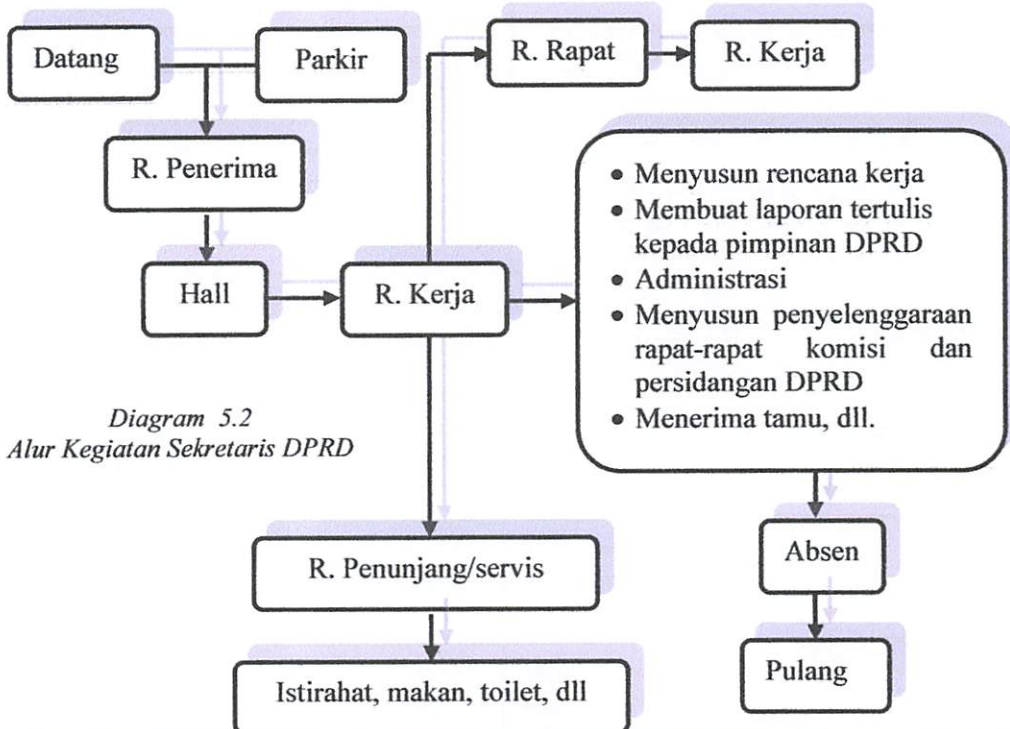 Datang
Parkir
R. Rapat
R. Kerja
R. Penerima
Hall
R. Kerja
• Menyusun rencana kerja
• Membuat laporan tertulis
kepada pimpinan DPRD
• Administrasi
• Menyusun penyelenggaraan
rapat-rapat komisi dan
persidangan DPRD
• Menerima tamu, dll.
Diagram 5.2
Alur Kegiatan Sekretaris DPRD
R. Penunjang/servis
Absen
Istirahat, makan, toilet, dll
Pulang